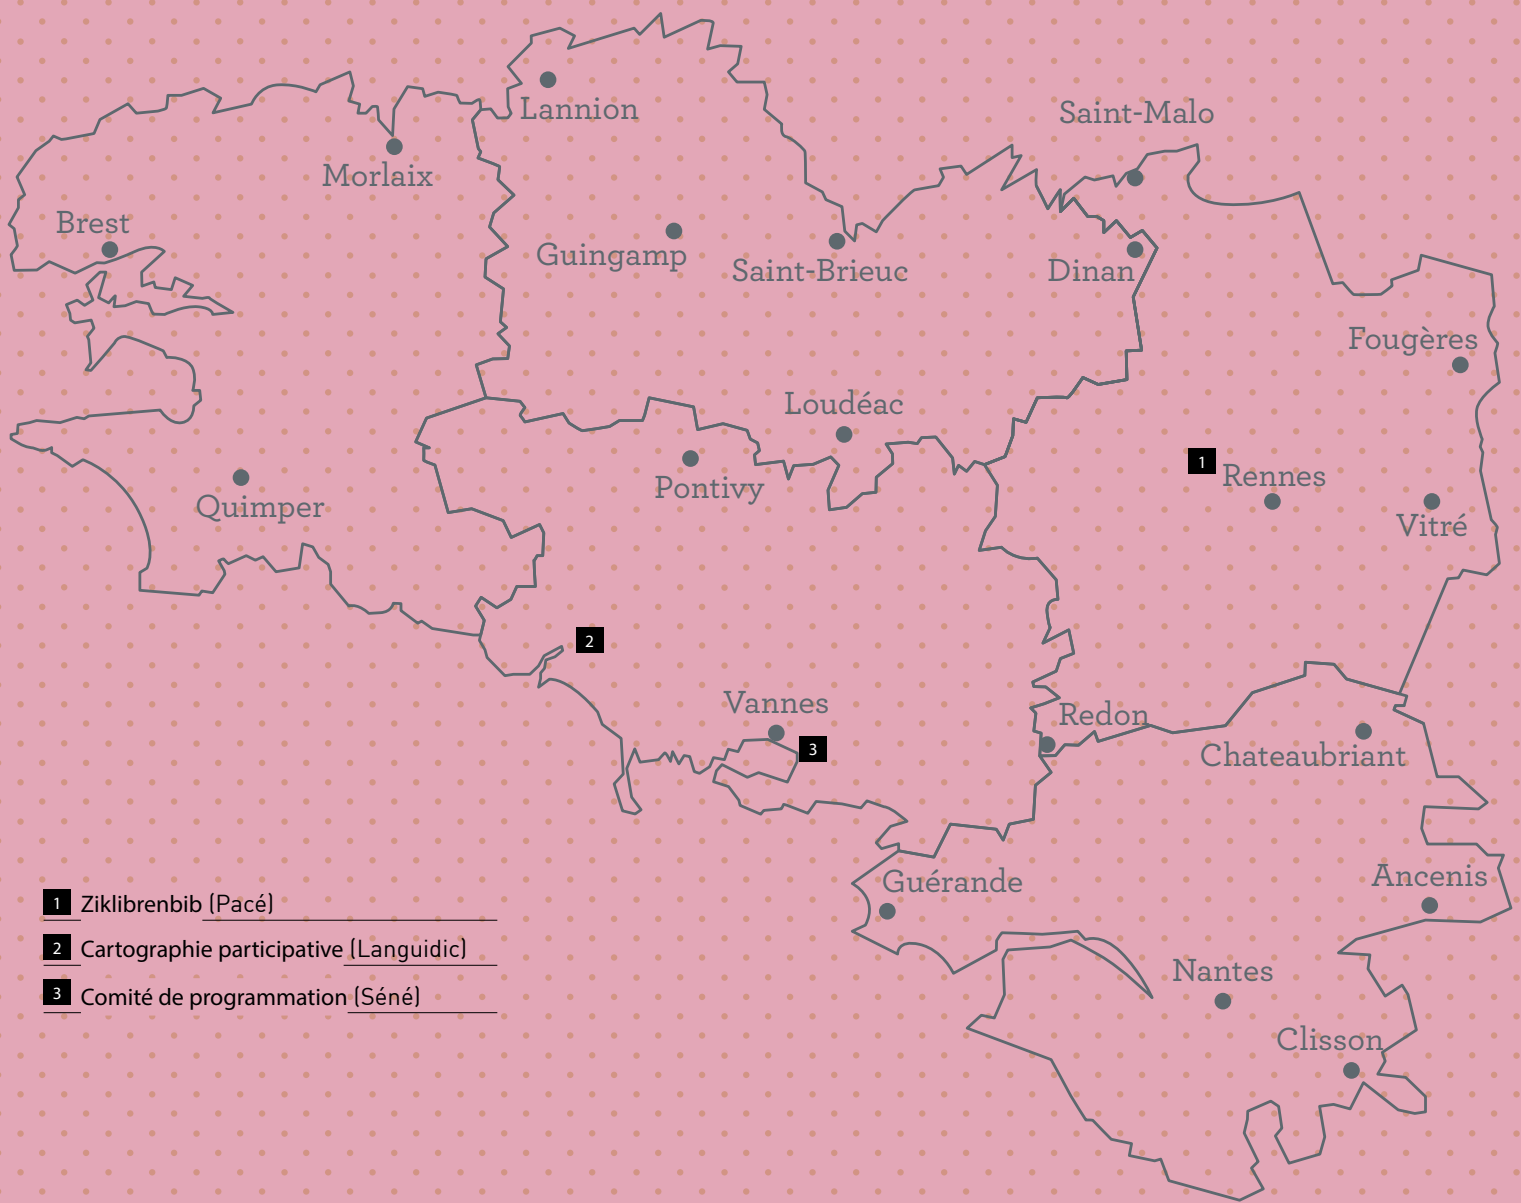 Lannion
Saint-Malo
Morlaix
Brest
Guingamp
Saint-Brieuc
Dinan
Fougères
Loudéac
1
Rennes
Pontivy
Quimper
Vitré
2
Vannes
3
Redon
Chateaubriant
Guérande
Ancenis
1 Ziklibrenbib (Pacé)
2 Cartographie participative (Languidic)
3 Comité de programmation (Séné)
Nantes
Clisson